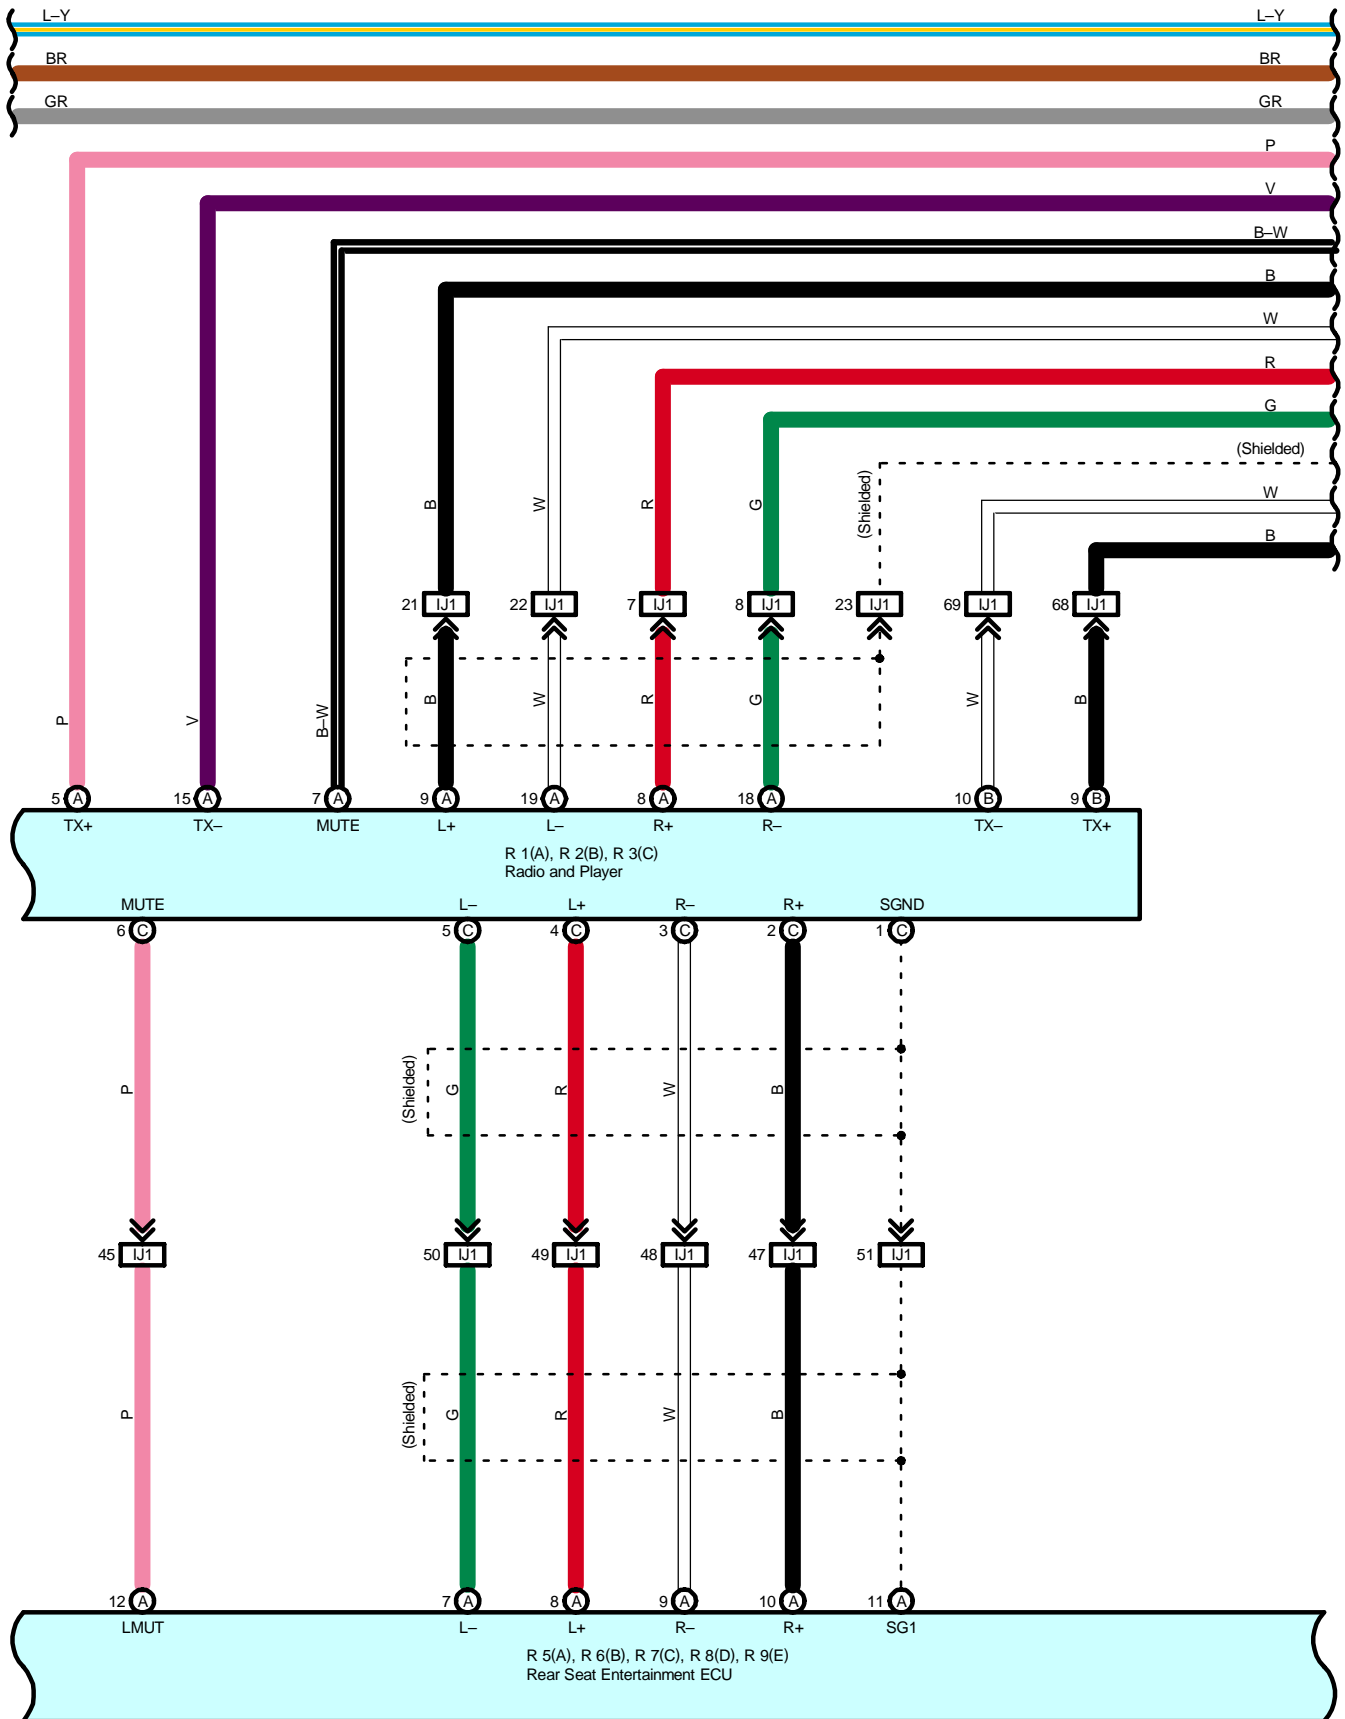 L–Y L–Y
BR BR
GR GR
P
V
B–W
B
W
R
G
(Shielded)
W
B
B W R G (Shielded)
21 IJ1 22 IJ1 7 IJ1 8 IJ1 23 IJ1 69 IJ1 68 IJ1
P V B–W B W R G W B
5 A 15 A 7 A 9 A 19 A 8 A 18 A 10 B 9 B
TX+ TX– MUTE L+ L– R+ R– TX– TX+
R 1(A), R 2(B), R 3(C)
Radio and Player
MUTE L– L+ R– R+ SGND
6 C 5 C 4 C 3 C 2 C 1 C
P (Shielded) G R W B
45 IJ1 50 IJ1 49 IJ1 48 IJ1 47 IJ1 51 IJ1
P (Shielded) G R W B
12 A 7 A 8 A 9 A 10 A 11 A
LMUT L– L+ R– R+ SG1
R 5(A), R 6(B), R 7(C), R 8(D), R 9(E)
Rear Seat Entertainment ECU